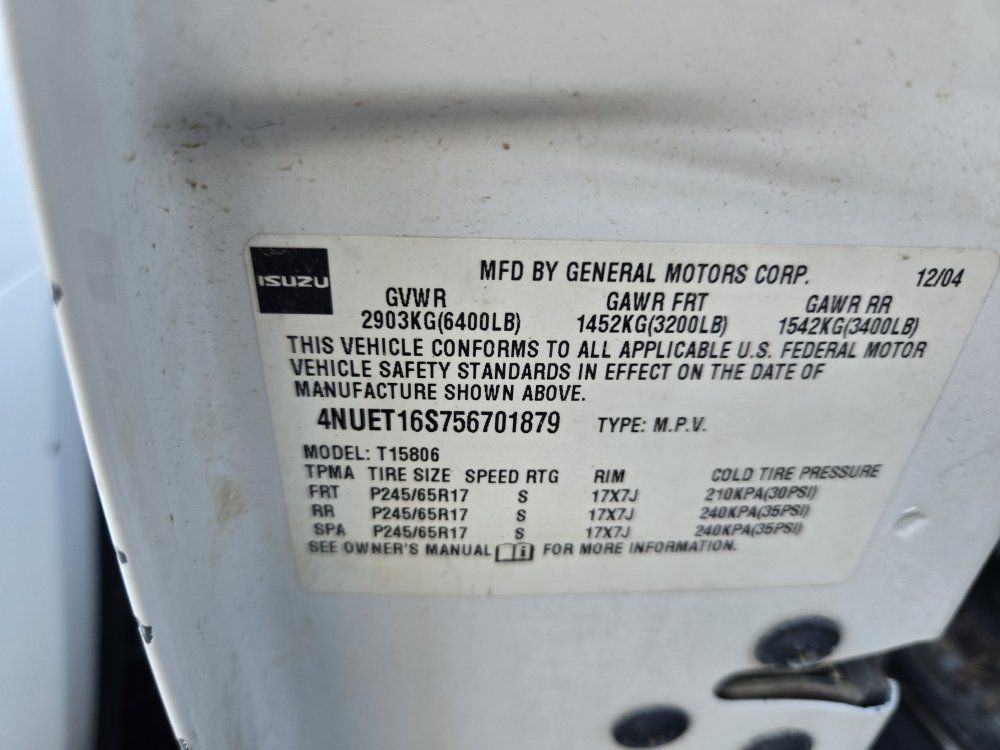 ISUZU
MFD BY GENERAL MOTORS CORP. 12/04
GVWR GAWR FRT GAWR RR
2903KG(6400LB) 1452KG(3200LB) 1542KG(3400LB)
THIS VEHICLE CONFORMS TO ALL APPLICABLE U.S. FEDERAL MOTOR
VEHICLE SAFETY STANDARDS IN EFFECT ON THE DATE OF
MANUFACTURE SHOWN ABOVE.
4NUET16S756701879 TYPE: M.P.V.
MODEL: T15806
TPMA TIRE SIZE SPEED RTG RIM COLD TIRE PRESSURE
FRT P245/65R17 S 17X7J 210KPA(30PSI)
RR P245/65R17 S 17X7J 240KPA(35PSI)
SPA P245/65R17 S 17X7J 240KPA(35PSI)
SEE OWNER'S MANUAL i FOR MORE INFORMATION.